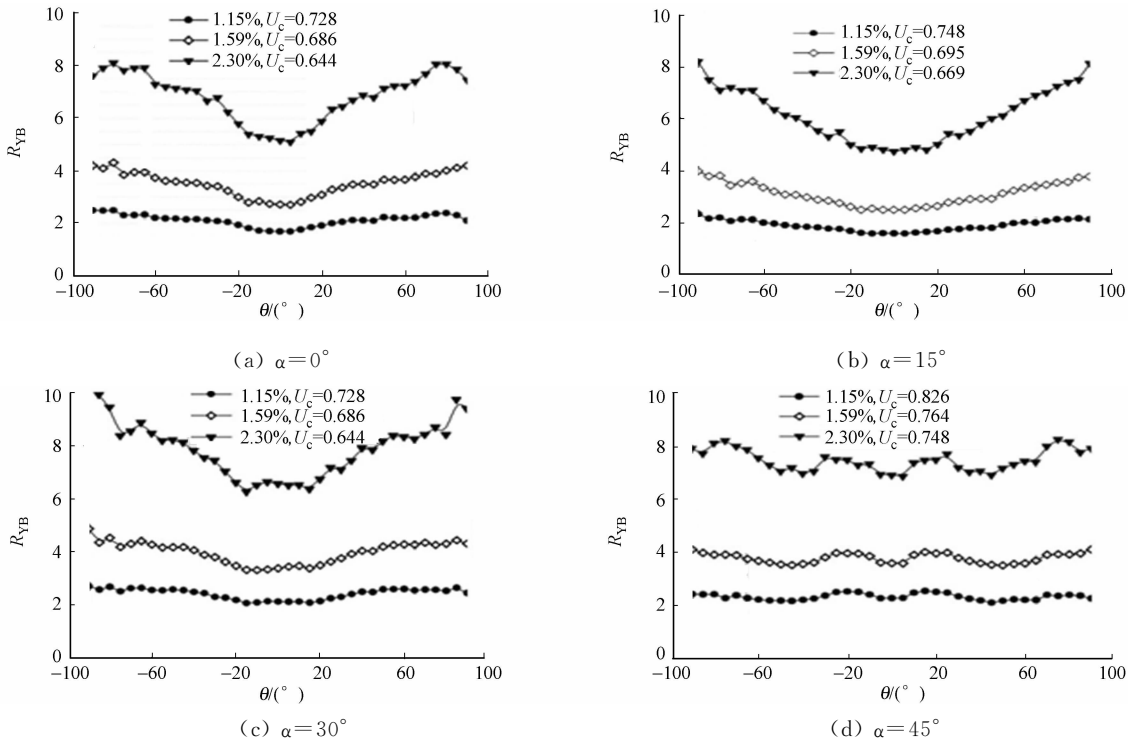 1.15%, Uc=0.728
1.59%, Uc=0.686
2.30%, Uc=0.644
10
8
6
4
2
0
RYB
−100 −60 −20 20 60 100
θ/(°)
(a) α=0°
1.15%, Uc=0.748
1.59%, Uc=0.695
2.30%, Uc=0.669
10
8
6
4
2
0
RYB
−100 −60 −20 20 60 100
θ/(°)
(b) α=15°
1.15%, Uc=0.728
1.59%, Uc=0.686
2.30%, Uc=0.644
10
8
6
4
2
0
RYB
−100 −60 −20 20 60 100
θ/(°)
(c) α=30°
1.15%, Uc=0.826
1.59%, Uc=0.764
2.30%, Uc=0.748
10
8
6
4
2
0
RYB
−100 −60 −20 20 60 100
θ/(°)
(d) α=45°